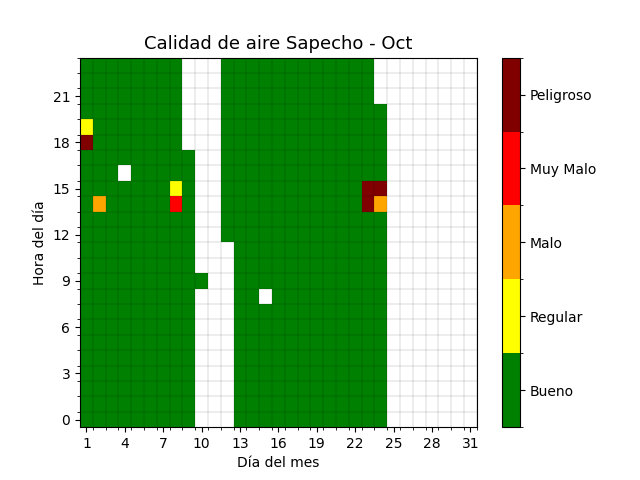 Calidad de aire Sapecho - Oct
Hora del día
21
18
15
12
9
6
3
0
1 4 7 10 13 16 19 22 25 28 31
Día del mes
Peligroso
Muy Malo
Malo
Regular
Bueno